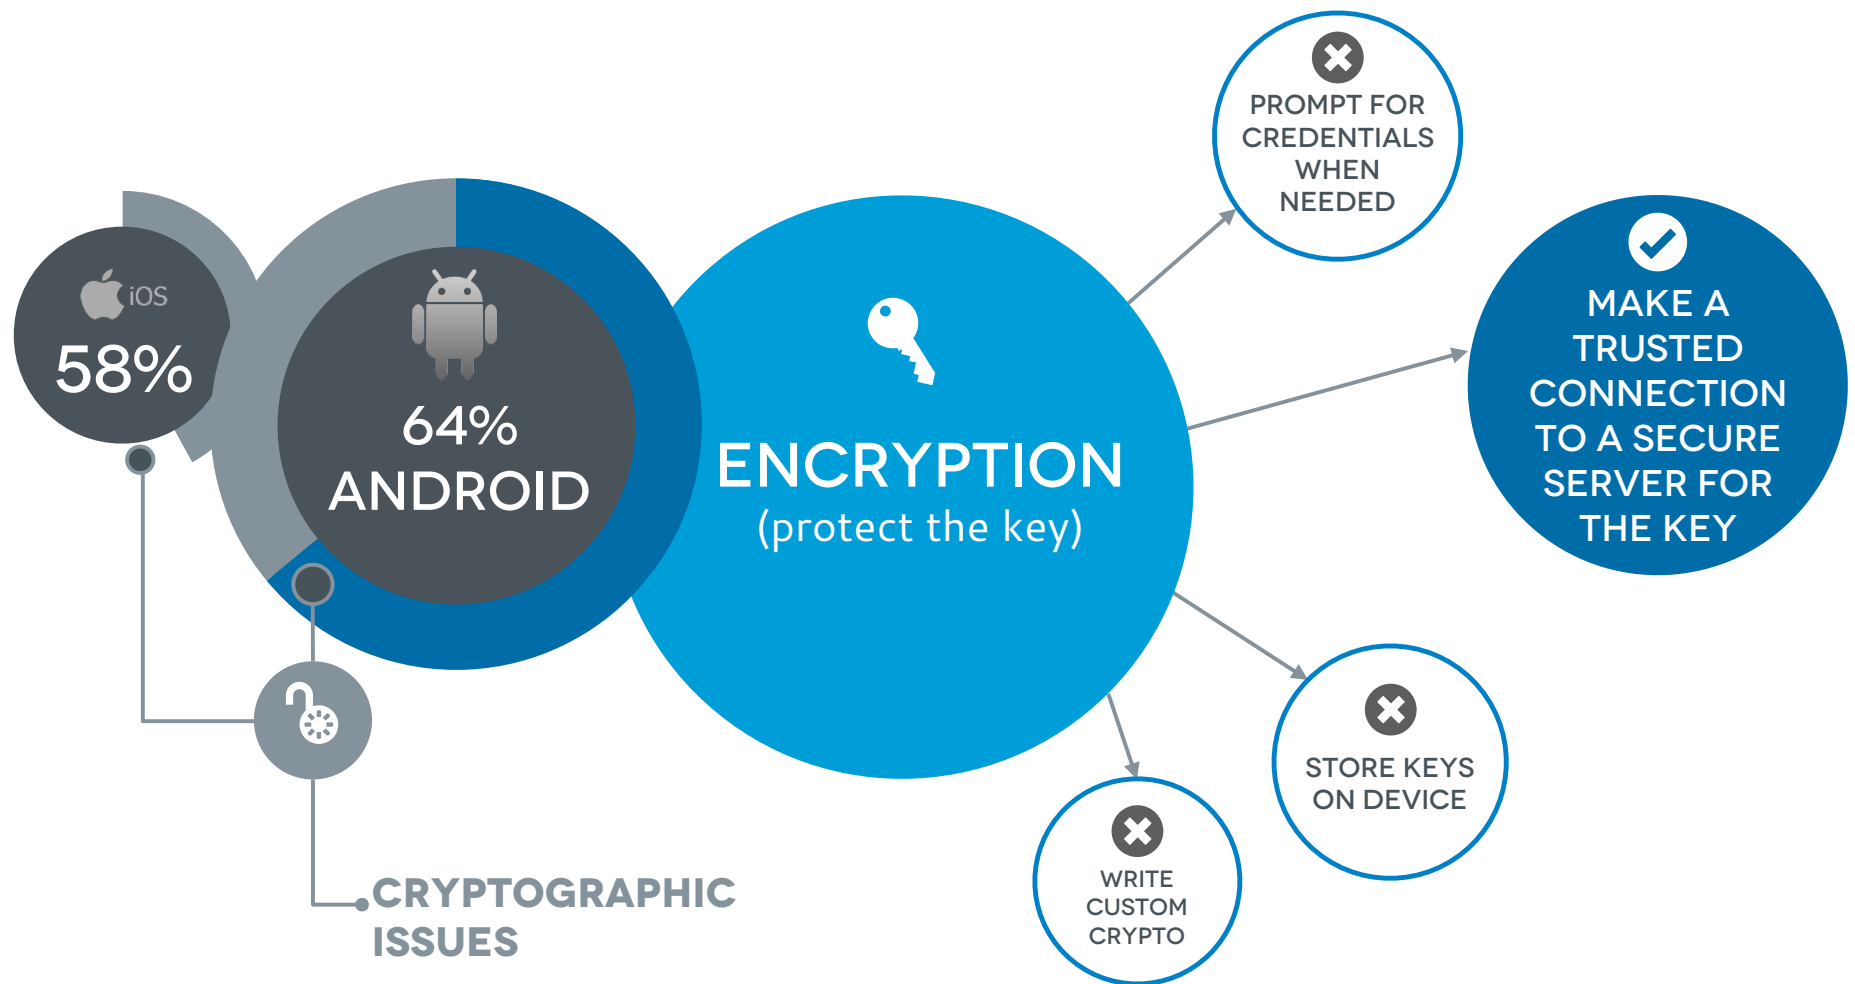 iOS
58%
64%
ANDROID
ENCRYPTION
(protect the key)
PROMPT FOR
CREDENTIALS
WHEN
NEEDED
MAKE A
TRUSTED
CONNECTION
TO A SECURE
SERVER FOR
THE KEY
STORE KEYS
ON DEVICE
WRITE
CUSTOM
CRYPTO
CRYPTOGRAPHIC
ISSUES